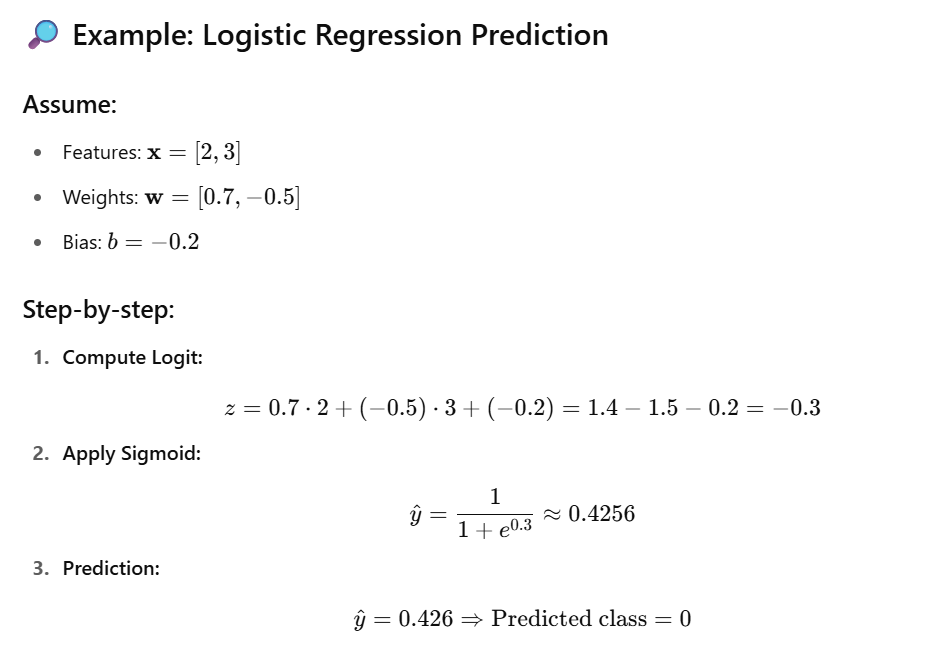 🔎 Example: Logistic Regression Prediction
Assume:
• Features: x = [2, 3]
• Weights: w = [0.7, −0.5]
• Bias: b = −0.2
Step-by-step:
1. Compute Logit:
z = 0.7 · 2 + (−0.5) · 3 + (−0.2) = 1.4 − 1.5 − 0.2 = −0.3
2. Apply Sigmoid:
ŷ = 1 / (1 + e^0.3) ≈ 0.4256
3. Prediction:
ŷ = 0.426 ⇒ Predicted class = 0